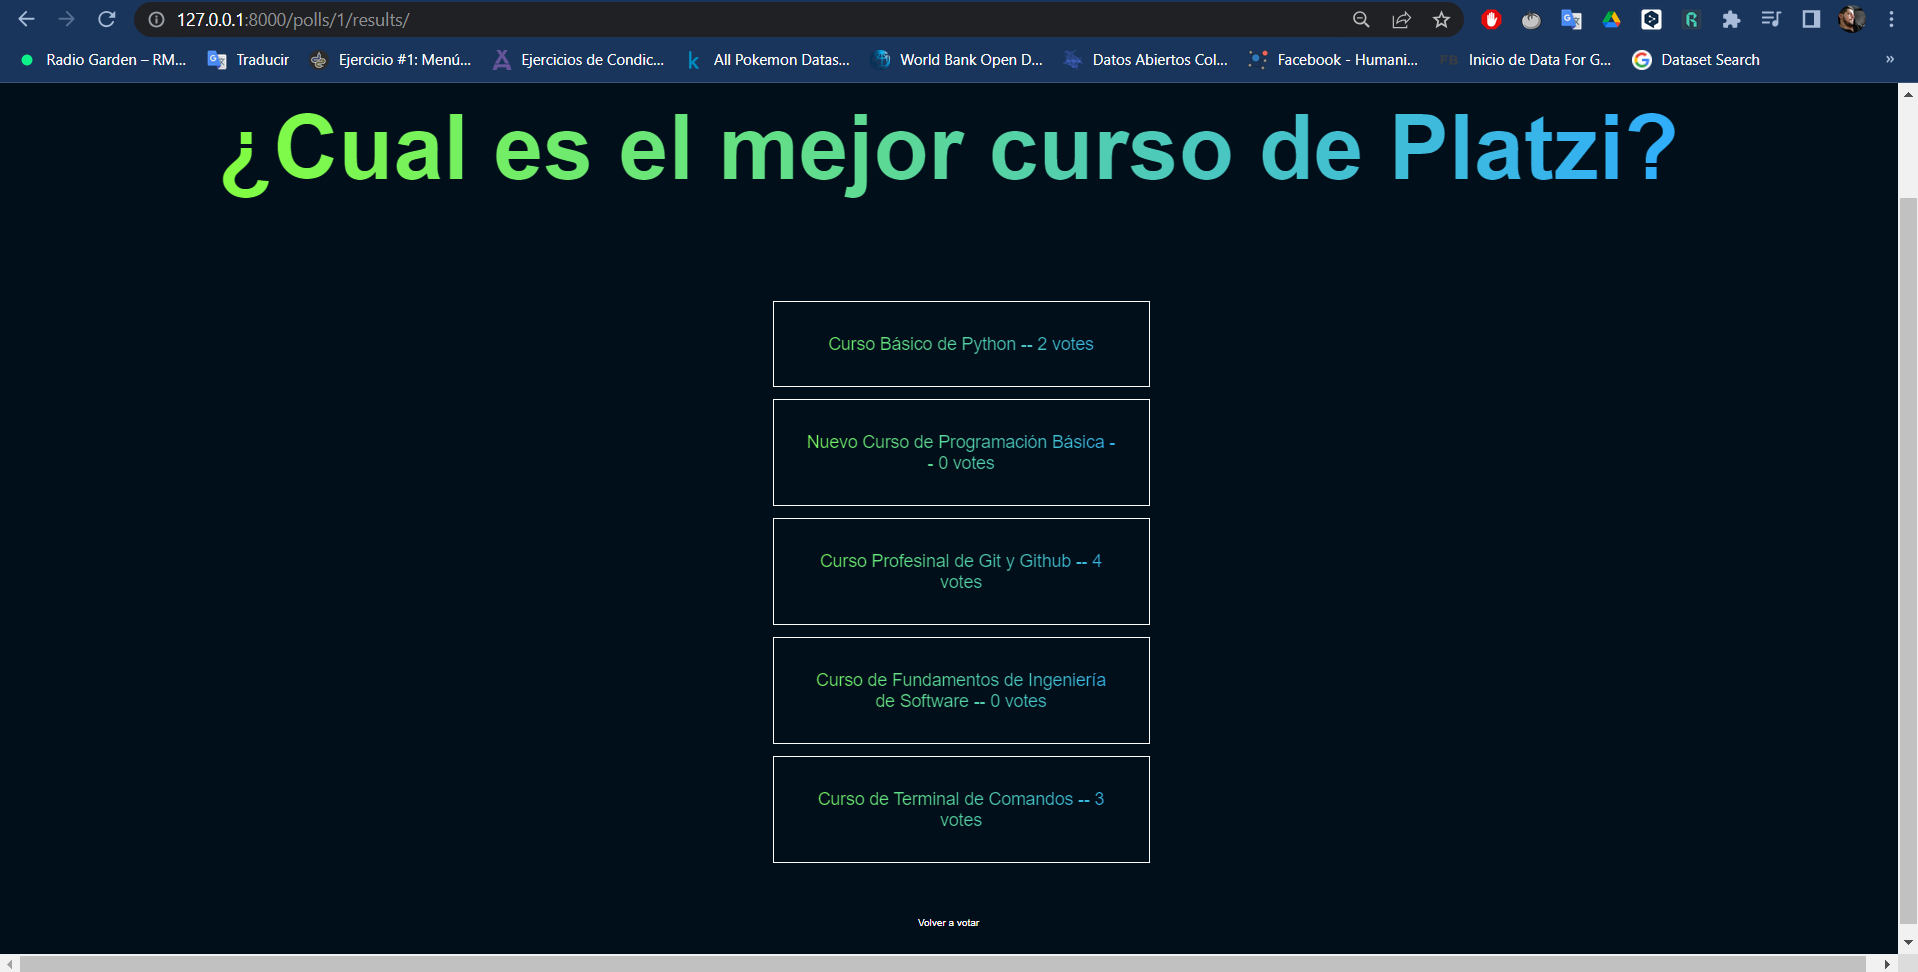 127.0.0.1:8000/polls/1/results/
Radio Garden – RM... Traducir Ejercicio #1: Menú... Ejercicios de Condic... All Pokemon Datas... World Bank Open D... Datos Abiertos Col... Facebook - Humani... FB Inicio de Data For G... Dataset Search »
¿Cual es el mejor curso de Platzi?
Curso Básico de Python -- 2 votes
Nuevo Curso de Programación Básica -
- 0 votes
Curso Profesinal de Git y Github -- 4
votes
Curso de Fundamentos de Ingeniería
de Software -- 0 votes
Curso de Terminal de Comandos -- 3
votes
Volver a votar